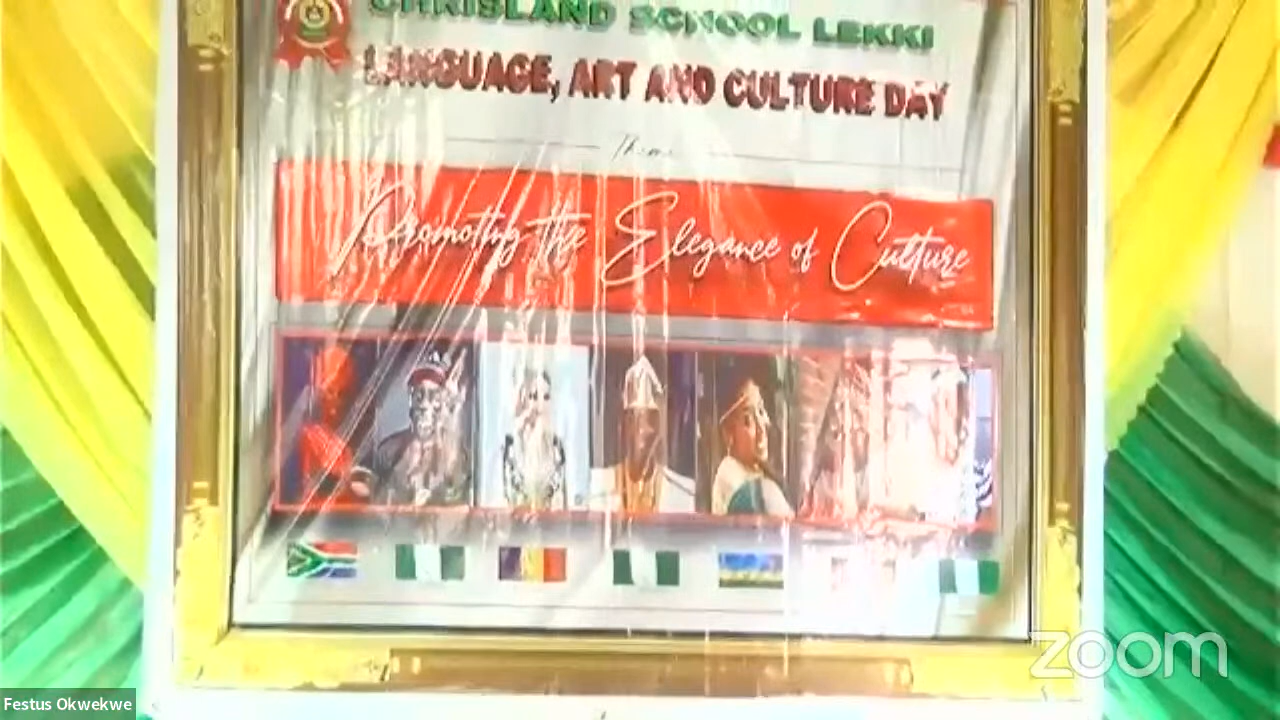 CHRISLAND SCHOOL LEKKI
LANGUAGE, ART AND CULTURE DAY
Theme
Promoting the Elegance of Culture
zoom
Festus Okwekwe